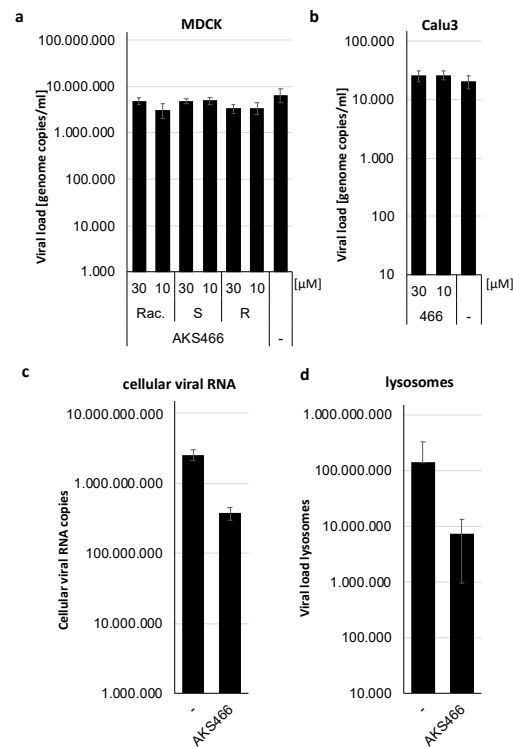 a
MDCK
Viral load [genome copies/ml]
100.000.000
10.000.000
1.000.000
100.000
10.000
1.000
30 10 30 10 30 10 [µM]
Rac. S R
AKS466 -
b
Calu3
Viral load [genome copies/ml]
100.000
10.000
1.000
100
10
30 10 [µM]
466 -
c
cellular viral RNA
Cellular viral RNA copies
10.000.000.000
1.000.000.000
100.000.000
10.000.000
1.000.000
- AKS466
d
lysosomes
Viral load lysosomes
1.000.000.000
100.000.000
10.000.000
1.000.000
100.000
10.000
- AKS466